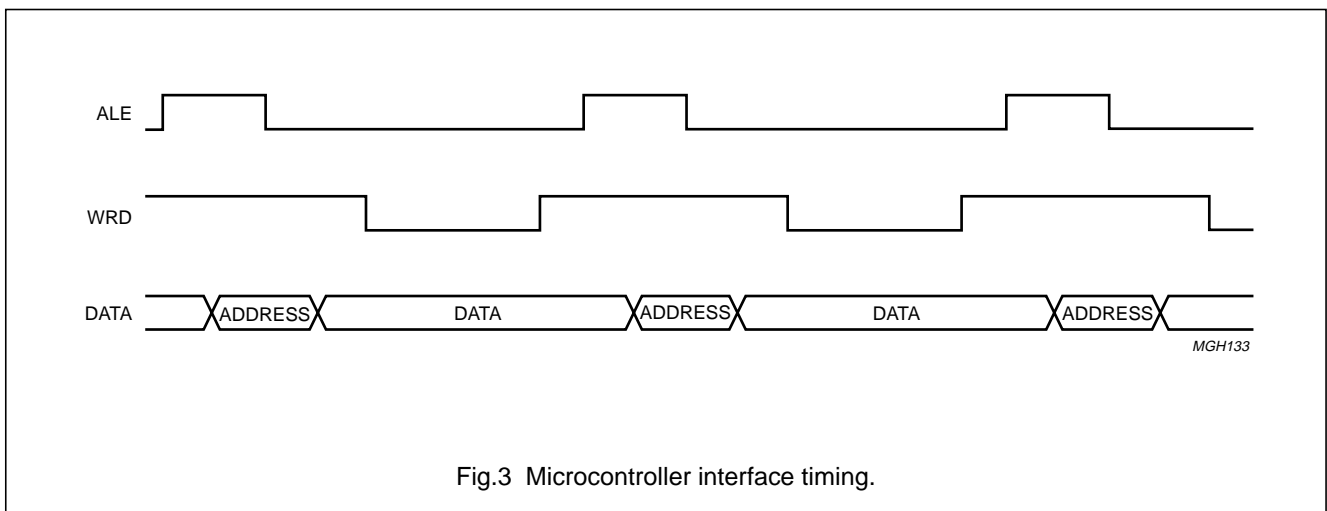 ALE
WRD
DATA ADDRESS DATA ADDRESS DATA ADDRESS
MGH133
Fig.3 Microcontroller interface timing.